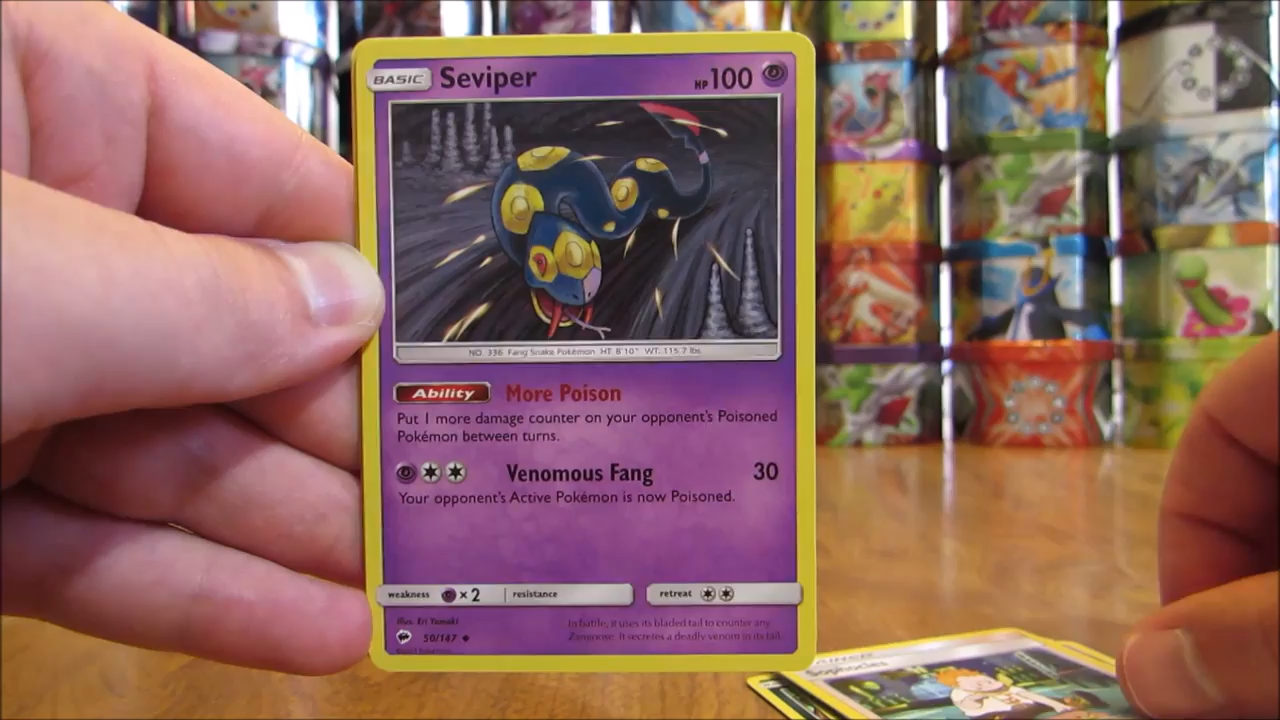 BASIC Seviper HP 100
NO. 336 Fang Snake Pokémon HT 8'10" WT. 115.7 lbs
Ability More Poison
Put 1 more damage counter on your opponent's Poisoned
Pokémon between turns.
Venomous Fang 30
Your opponent's Active Pokémon is now Poisoned.
weakness ×2 resistance retreat
Illus. Eri Yamaki
50/147
In battle, it uses its bladed tail to counter any
Zangoose. It secretes a deadly venom in its tail.
Sophocles